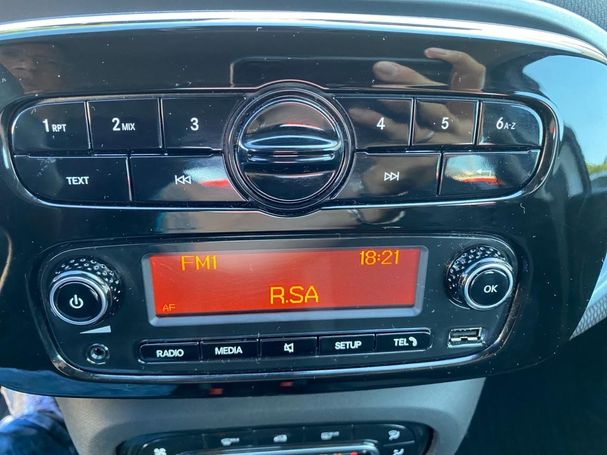 1 RPT 2 MIX 3 4 5 6 A-Z
TEXT
FM1 18:21
R.SA
AF
OK
RADIO MEDIA SETUP TEL